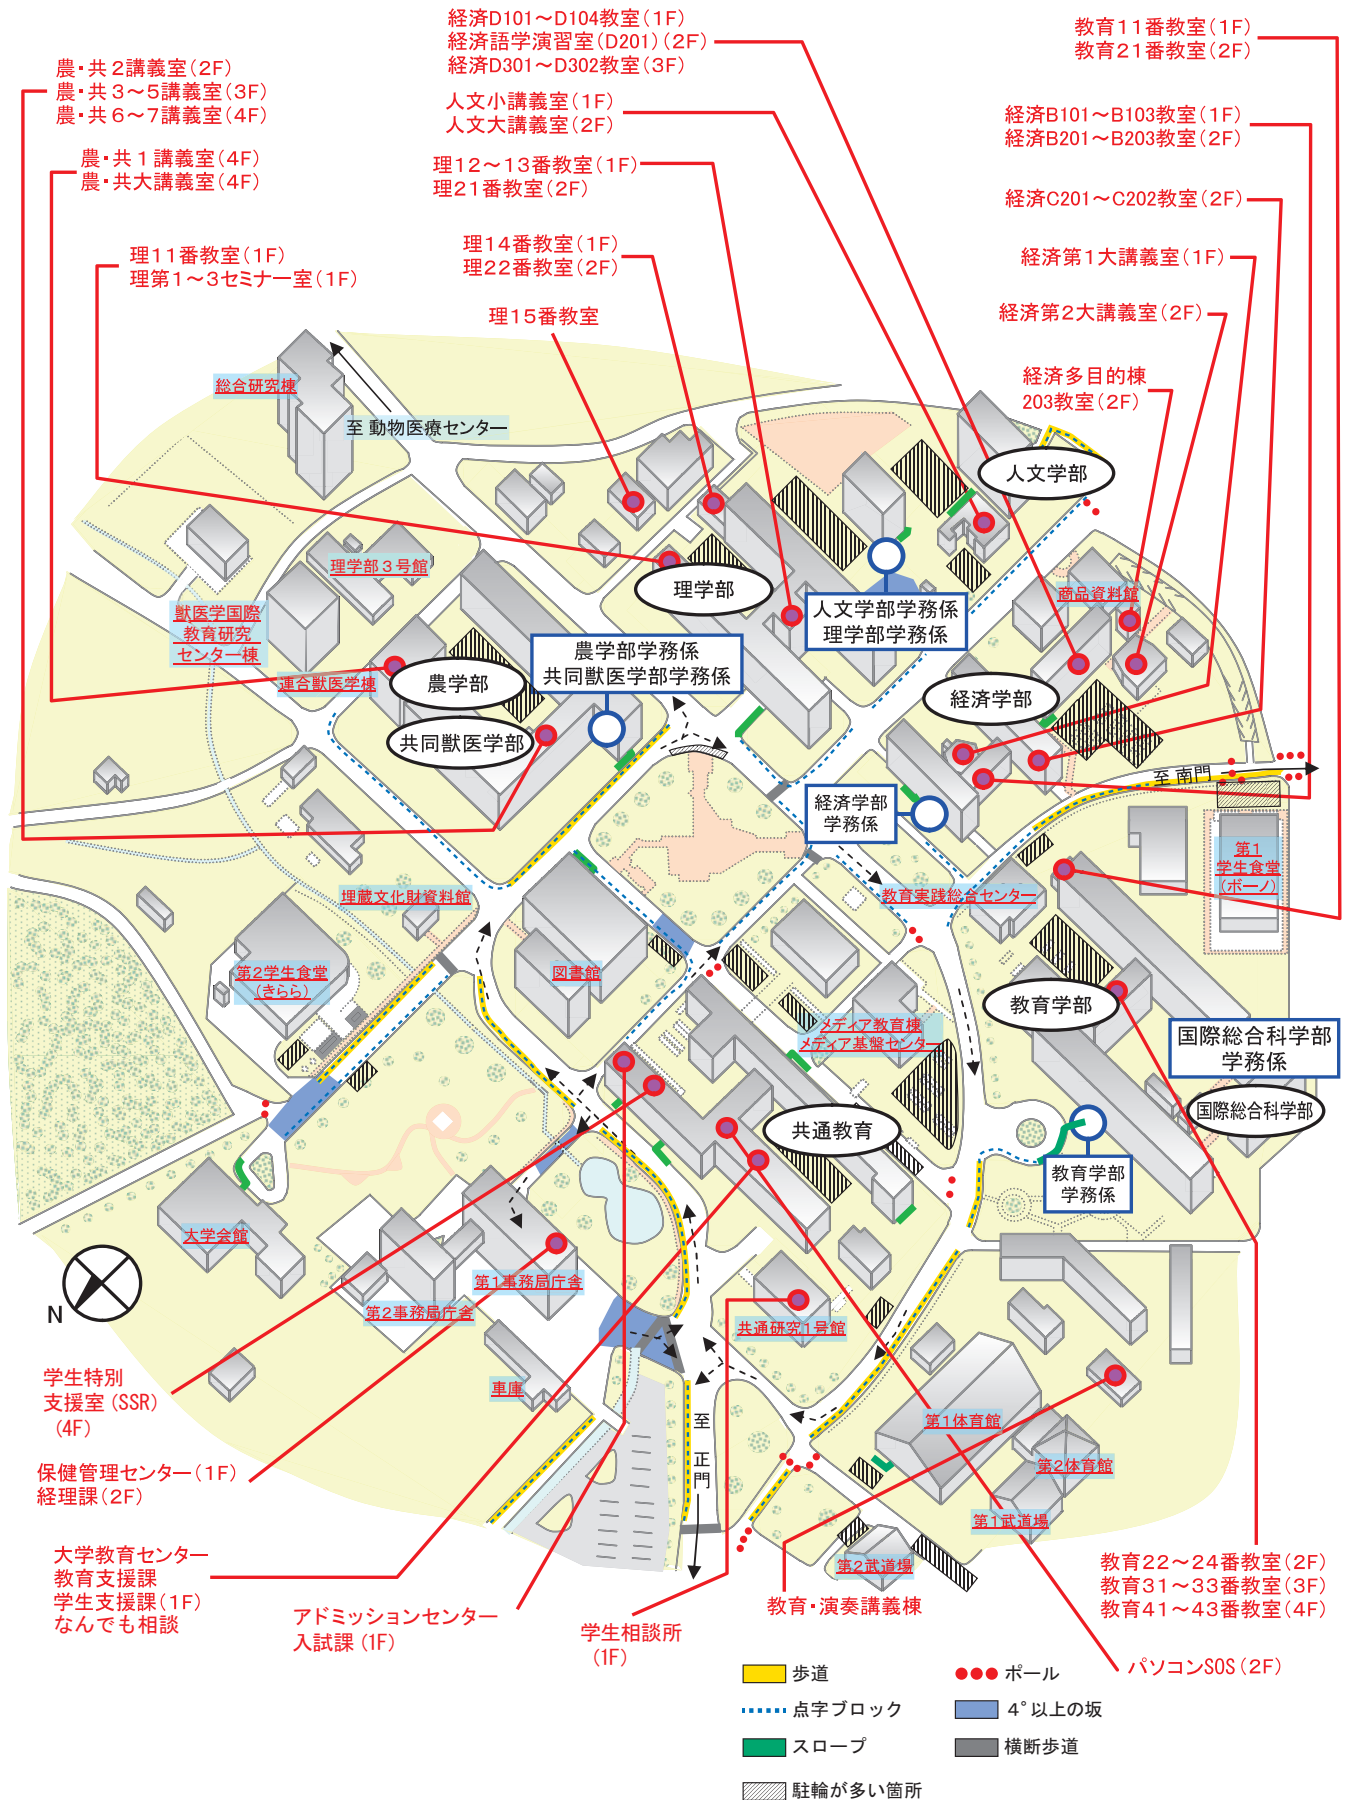 経済D101～D104教室(1F)
経済語学演習室(D201)(2F)
経済D301～D302教室(3F)
教育11番教室(1F)
教育21番教室(2F)
農・共2講義室(2F)
農・共3～5講義室(3F)
農・共6～7講義室(4F)
人文小講義室(1F)
人文大講義室(2F)
経済B101～B103教室(1F)
経済B201～B203教室(2F)
農・共1講義室(4F)
農・共大講義室(4F)
理12～13番教室(1F)
理21番教室(2F)
経済C201～C202教室(2F)
理11番教室(1F)
理第1～3セミナー室(1F)
理14番教室(1F)
理22番教室(2F)
経済第1大講義室(1F)
理15番教室
経済第2大講義室(2F)
経済多目的棟
203教室(2F)
総合研究棟
至 動物医療センター
人文学部
理学部3号館
理学部
商品資料館
獣医学国際
教育研究
センター棟
人文学部学務係
理学部学務係
農学部学務係
共同獣医学部学務係
連合獣医学棟
農学部
経済学部
共同獣医学部
至 南門
経済学部
学務係
第1
学生食堂
(ボーノ)
埋蔵文化財資料館
教育実践総合センター
第2学生食堂
(きらら)
図書館
教育学部
メディア教育棟
メディア基盤センター
国際総合科学部
学務係
国際総合科学部
共通教育
教育学部
学務係
大学会館
第1事務局庁舎
第2事務局庁舎
共通研究1号館
N
車庫
学生特別
支援室(SSR)
(4F)
至
正
門
第1体育館
第2体育館
保健管理センター(1F)
経理課(2F)
第1武道場
大学教育センター
教育支援課
学生支援課(1F)
なんでも相談
第2武道場
教育22～24番教室(2F)
教育31～33番教室(3F)
教育41～43番教室(4F)
アドミッションセンター
入試課(1F)
学生相談所
(1F)
教育・演奏講義棟
パソコンSOS(2F)
歩道
ポール
点字ブロック
4°以上の坂
スロープ
横断歩道
駐輪が多い箇所